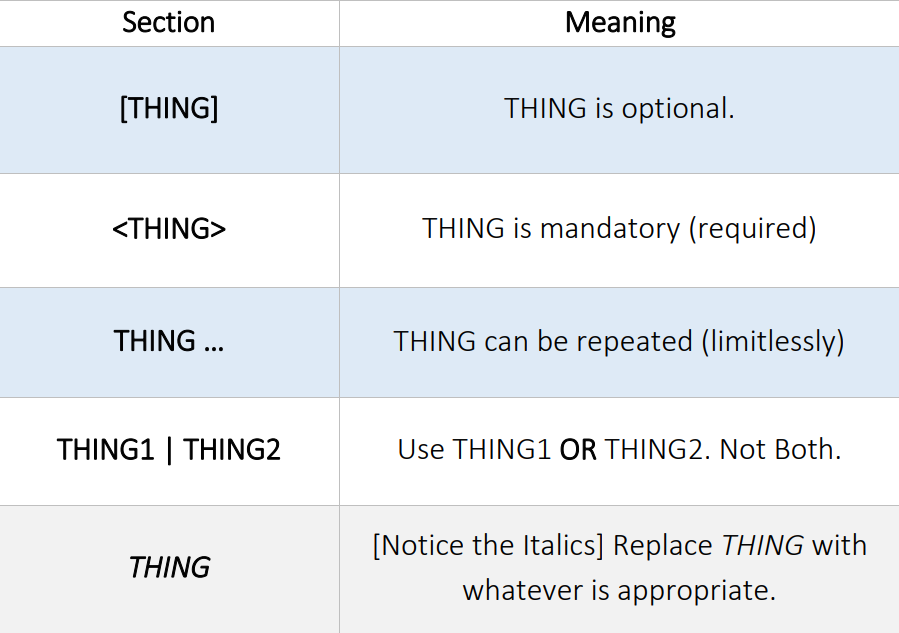 Section Meaning
[THING] THING is optional.
<THING> THING is mandatory (required)
THING ... THING can be repeated (limitlessly)
THING1 | THING2 Use THING1 OR THING2. Not Both.
THING [Notice the Italics] Replace THING with
whatever is appropriate.